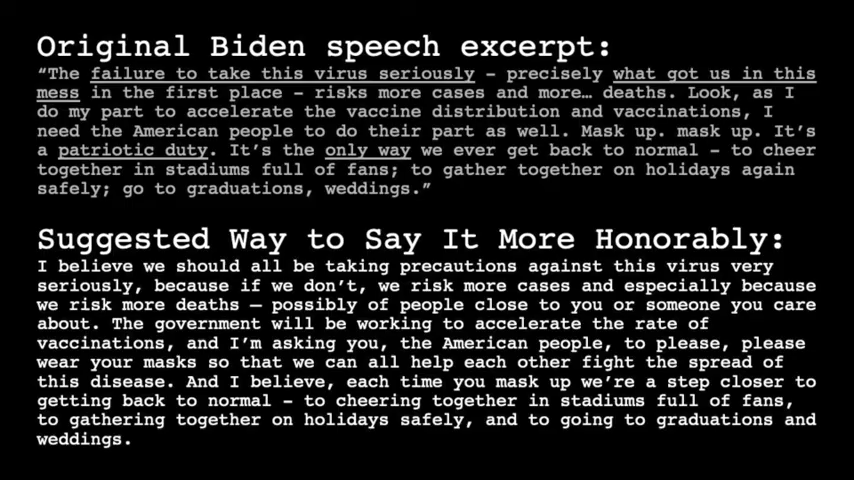 Original Biden speech excerpt:
“The failure to take this virus seriously – precisely what got us in this
mess in the first place – risks more cases and more… deaths. Look, as I
do my part to accelerate the vaccine distribution and vaccinations, I
need the American people to do their part as well. Mask up. mask up. It’s
a patriotic duty. It’s the only way we ever get back to normal – to cheer
together in stadiums full of fans; to gather together on holidays again
safely; go to graduations, weddings.”
Suggested Way to Say It More Honorably:
I believe we should all be taking precautions against this virus very
seriously, because if we don’t, we risk more cases and especially because
we risk more deaths — possibly of people close to you or someone you care
about. The government will be working to accelerate the rate of
vaccinations, and I’m asking you, the American people, to please, please
wear your masks so that we can all help each other fight the spread of
this disease. And I believe, each time you mask up we’re a step closer to
getting back to normal – to cheering together in stadiums full of fans,
to gathering together on holidays safely, and to going to graduations and
weddings.